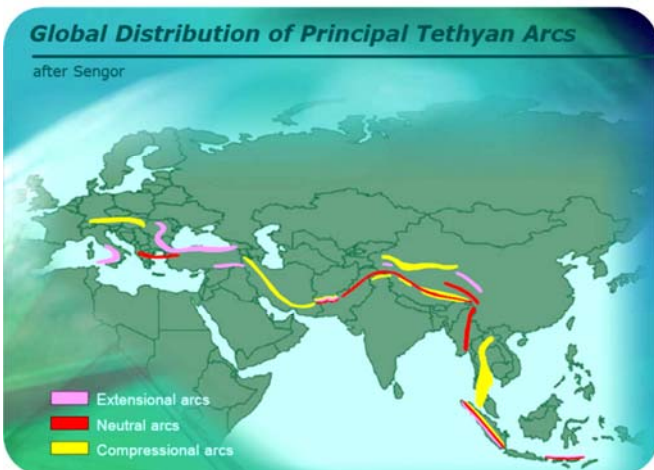 Global Distribution of Principal Tethyan Arcs
after Sengor
Extensional arcs
Neutral arcs
Compressional arcs